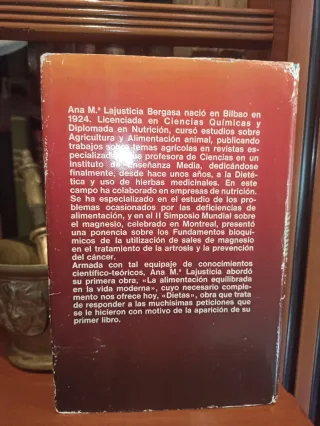 Ana M.ª Lajusticia Bergasa nació en Bilbao en
1924. Licenciada en Ciencias Químicas y
Diplomada en Nutrición, cursó estudios sobre
Agricultura y Alimentación animal, publicando
trabajos sobre temas agrícolas en revistas es-
pecializadas. Fue profesora de Ciencias en un
Instituto de Enseñanza Media, dedicándose
finalmente, desde hace unos años, a la Dieté-
tica y uso de hierbas medicinales. En este
campo ha colaborado en empresas de nutrición.
Se ha especializado en el estudio de los pro-
blemas ocasionados por las deficiencias de
alimentación, y en el II Simposio Mundial sobre
el magnesio, celebrado en Montreal, presentó
una ponencia sobre los Fundamentos bioquí-
micos de la utilización de sales de magnesio
en el tratamiento de la artrosis y la prevención
del cáncer.
Armada con tal equipaje de conocimientos
científico-teóricos, Ana M.ª Lajusticia abordó
su primera obra, «La alimentación equilibrada
en la vida moderna», cuyo necesario comple-
mento nos ofrece hoy, «Dietas», obra que trata
de responder a las muchísimas peticiones que
se le hicieron con motivo de la aparición de su
primer libro.